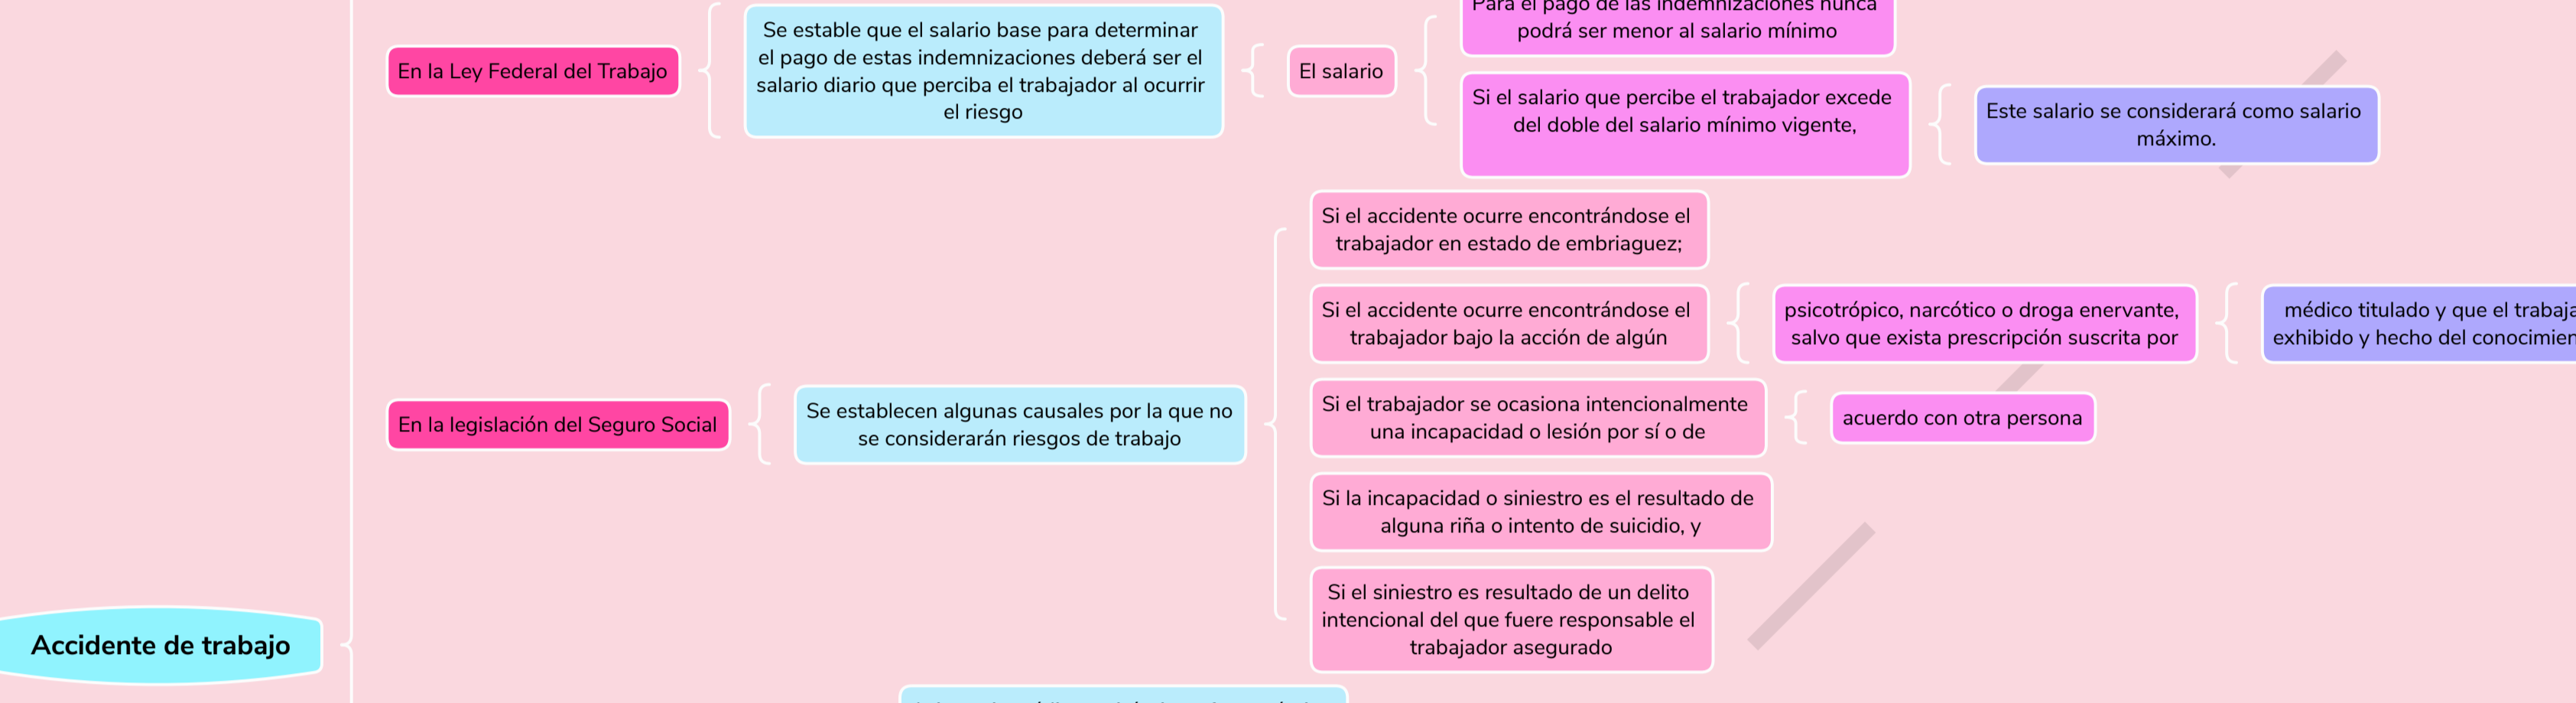 Para el pago de las indemnizaciones nunca
podrá ser menor al salario mínimo
En la Ley Federal del Trabajo
Se estable que el salario base para determinar
el pago de estas indemnizaciones deberá ser el
salario diario que perciba el trabajador al ocurrir
el riesgo
El salario
Si el salario que percibe el trabajador excede
del doble del salario mínimo vigente,
Este salario se considerará como salario
máximo.
Si el accidente ocurre encontrándose el
trabajador en estado de embriaguez;
Si el accidente ocurre encontrándose el
trabajador bajo la acción de algún
psicotrópico, narcótico o droga enervante,
salvo que exista prescripción suscrita por
médico titulado y que el
exhibido y hecho del
En la legislación del Seguro Social
Se establecen algunas causales por la que no
se considerarán riesgos de trabajo
Si el trabajador se ocasiona intencionalmente
una incapacidad o lesión por sí o de
acuerdo con otra persona
Si la incapacidad o siniestro es el resultado de
alguna riña o intento de suicidio, y
Si el siniestro es resultado de un delito
intencional del que fuere responsable el
trabajador asegurado
Accidente de trabajo